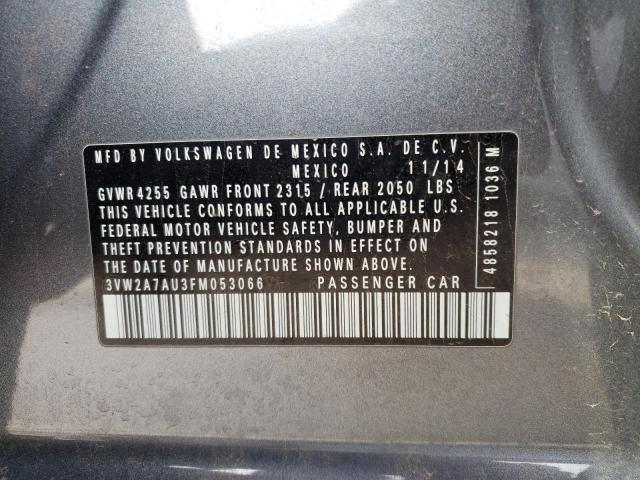 MFD BY VOLKSWAGEN DE MEXICO S.A. DE C.V.
MEXICO 11/14
GVWR4255 GAWR FRONT 2315 / REAR 2050 LBS
THIS VEHICLE CONFORMS TO ALL APPLICABLE U.S.
FEDERAL MOTOR VEHICLE SAFETY, BUMPER AND
THEFT PREVENTION STANDARDS IN EFFECT ON
THE DATE OF MANUFACTURE SHOWN ABOVE.
3VW2A7AU3FM053066 PASSENGER CAR
4858218 1036 M